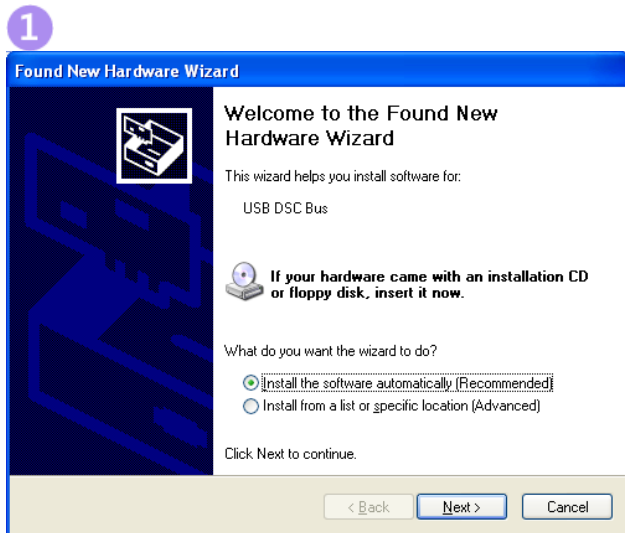 1
Found New Hardware Wizard
Welcome to the Found New
Hardware Wizard
This wizard helps you install software for:
USB DSC Bus
If your hardware came with an installation CD
or floppy disk, insert it now.
What do you want the wizard to do?
Install the software automatically (Recommended)
Install from a list or specific location (Advanced)
Click Next to continue.
< Back Next > Cancel